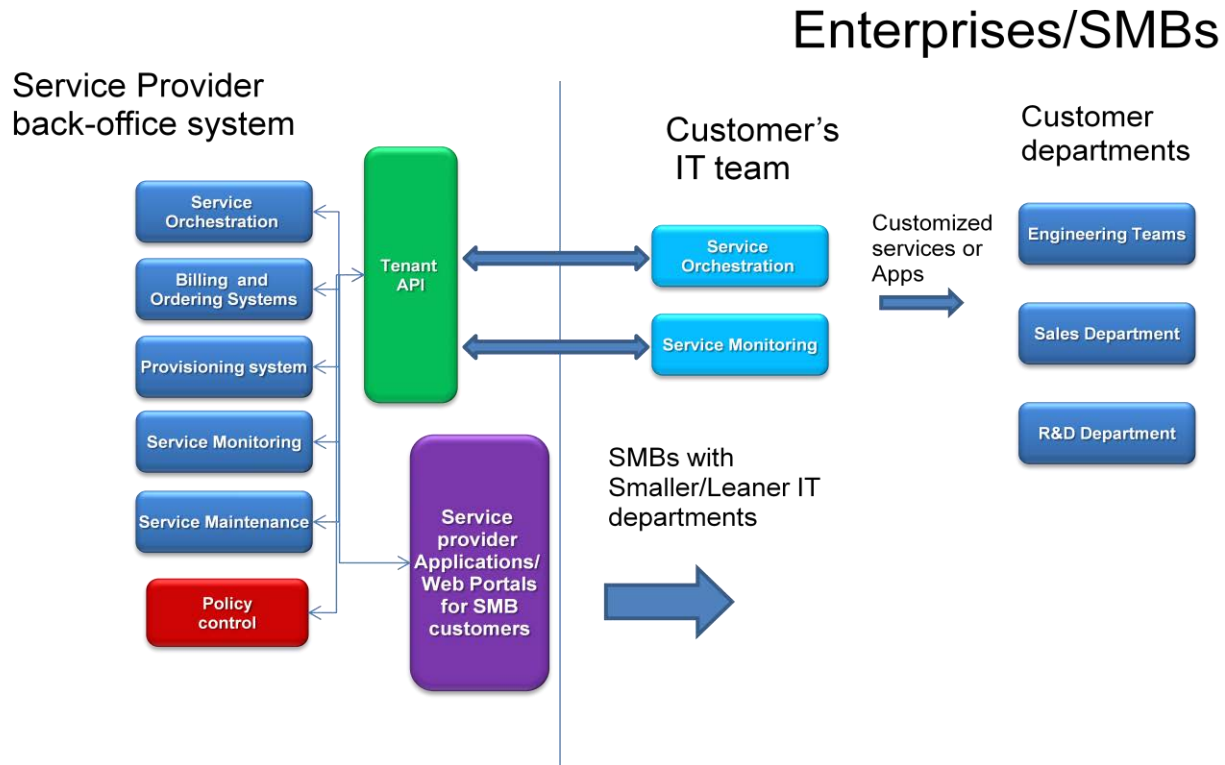 Enterprises/SMBs
Service Provider
back-office system
Service
Orchestration
Billing and
Ordering Systems
Provisioning system
Service Monitoring
Service Maintenance
Policy
control
Tenant
API
Service
provider
Applications/
Web Portals
for SMB
customers
Customer’s
IT team
Service
Orchestration
Service Monitoring
SMBs with
Smaller/Leaner IT
departments
Customized
services or
Apps
Customer
departments
Engineering Teams
Sales Department
R&D Department